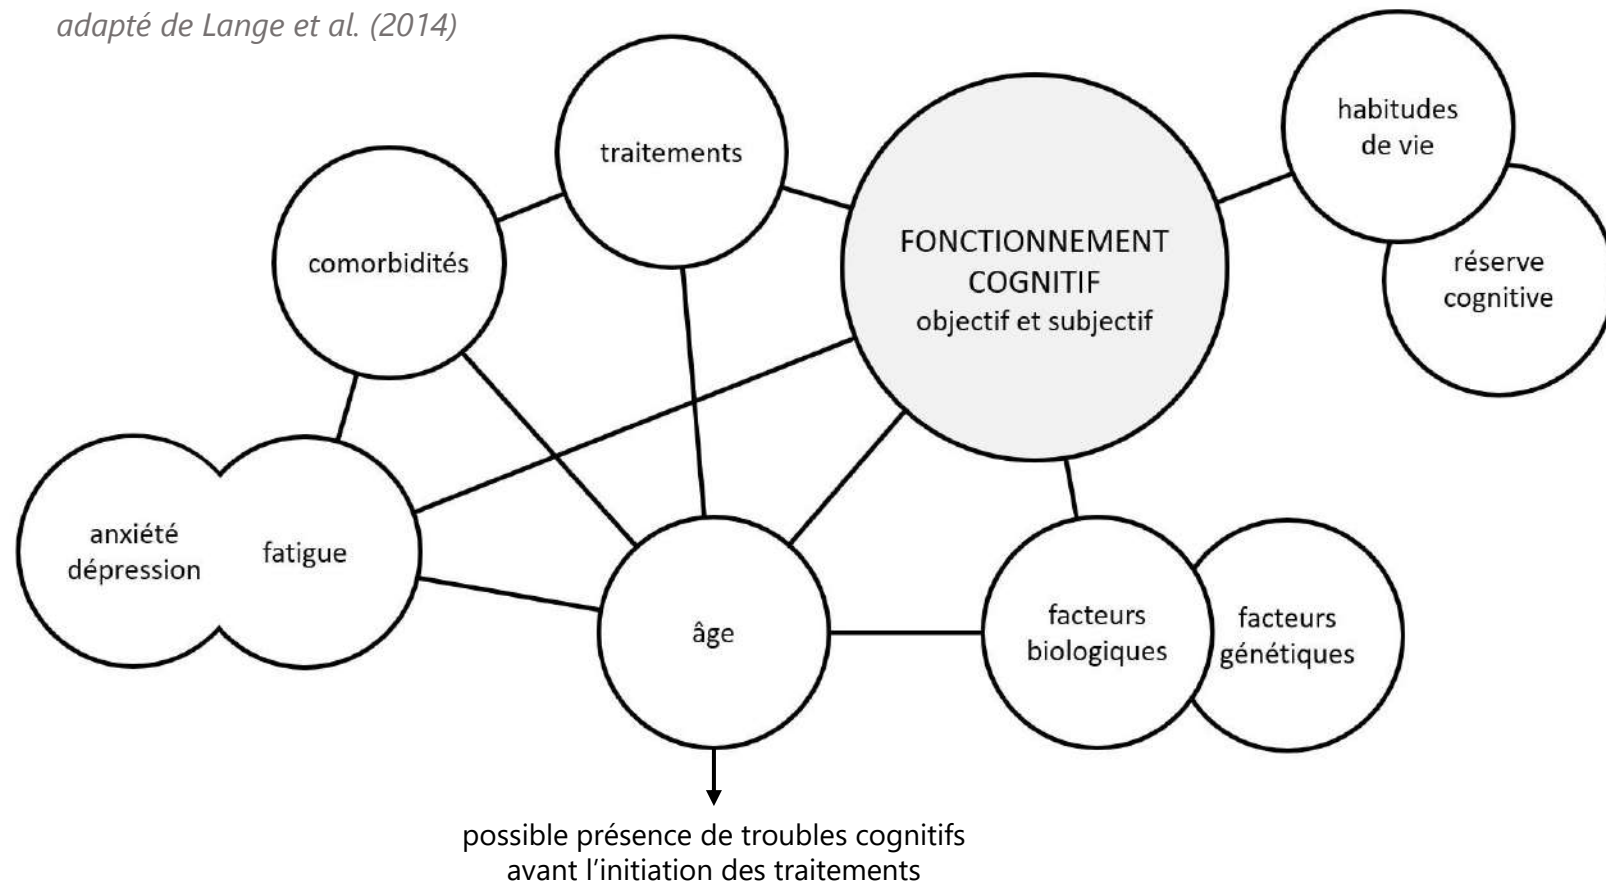 adapté de Lange et al. (2014)
habitudes
de vie
traitements
FONCTIONNEMENT
COGNITIF
objectif et subjectif
comorbidités
réserve
cognitive
anxiété
dépression
fatigue
âge
facteurs
biologiques
facteurs
génétiques
possible présence de troubles cognitifs
avant l’initiation des traitements